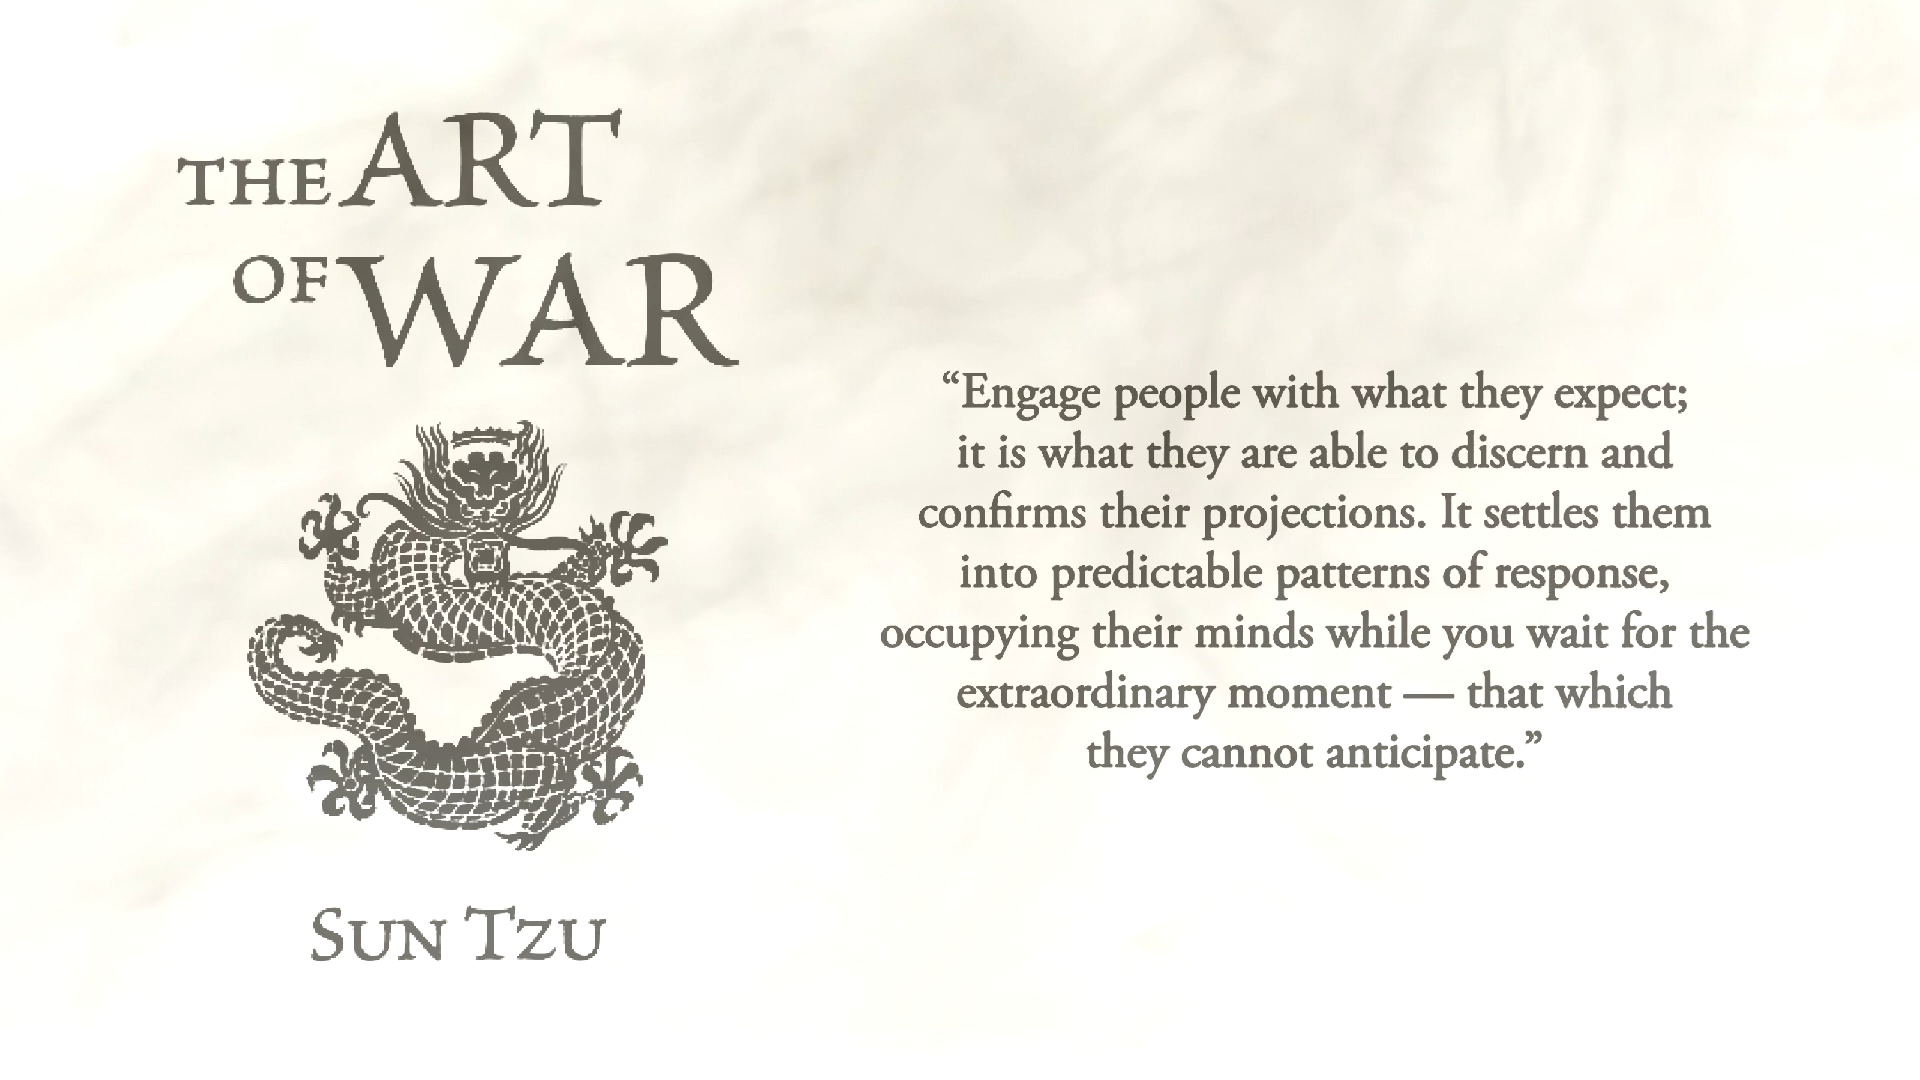 THE ART
OF WAR
SUN TZU
“Engage people with what they expect;
it is what they are able to discern and
confirms their projections. It settles them
into predictable patterns of response,
occupying their minds while you wait for the
extraordinary moment — that which
they cannot anticipate.”